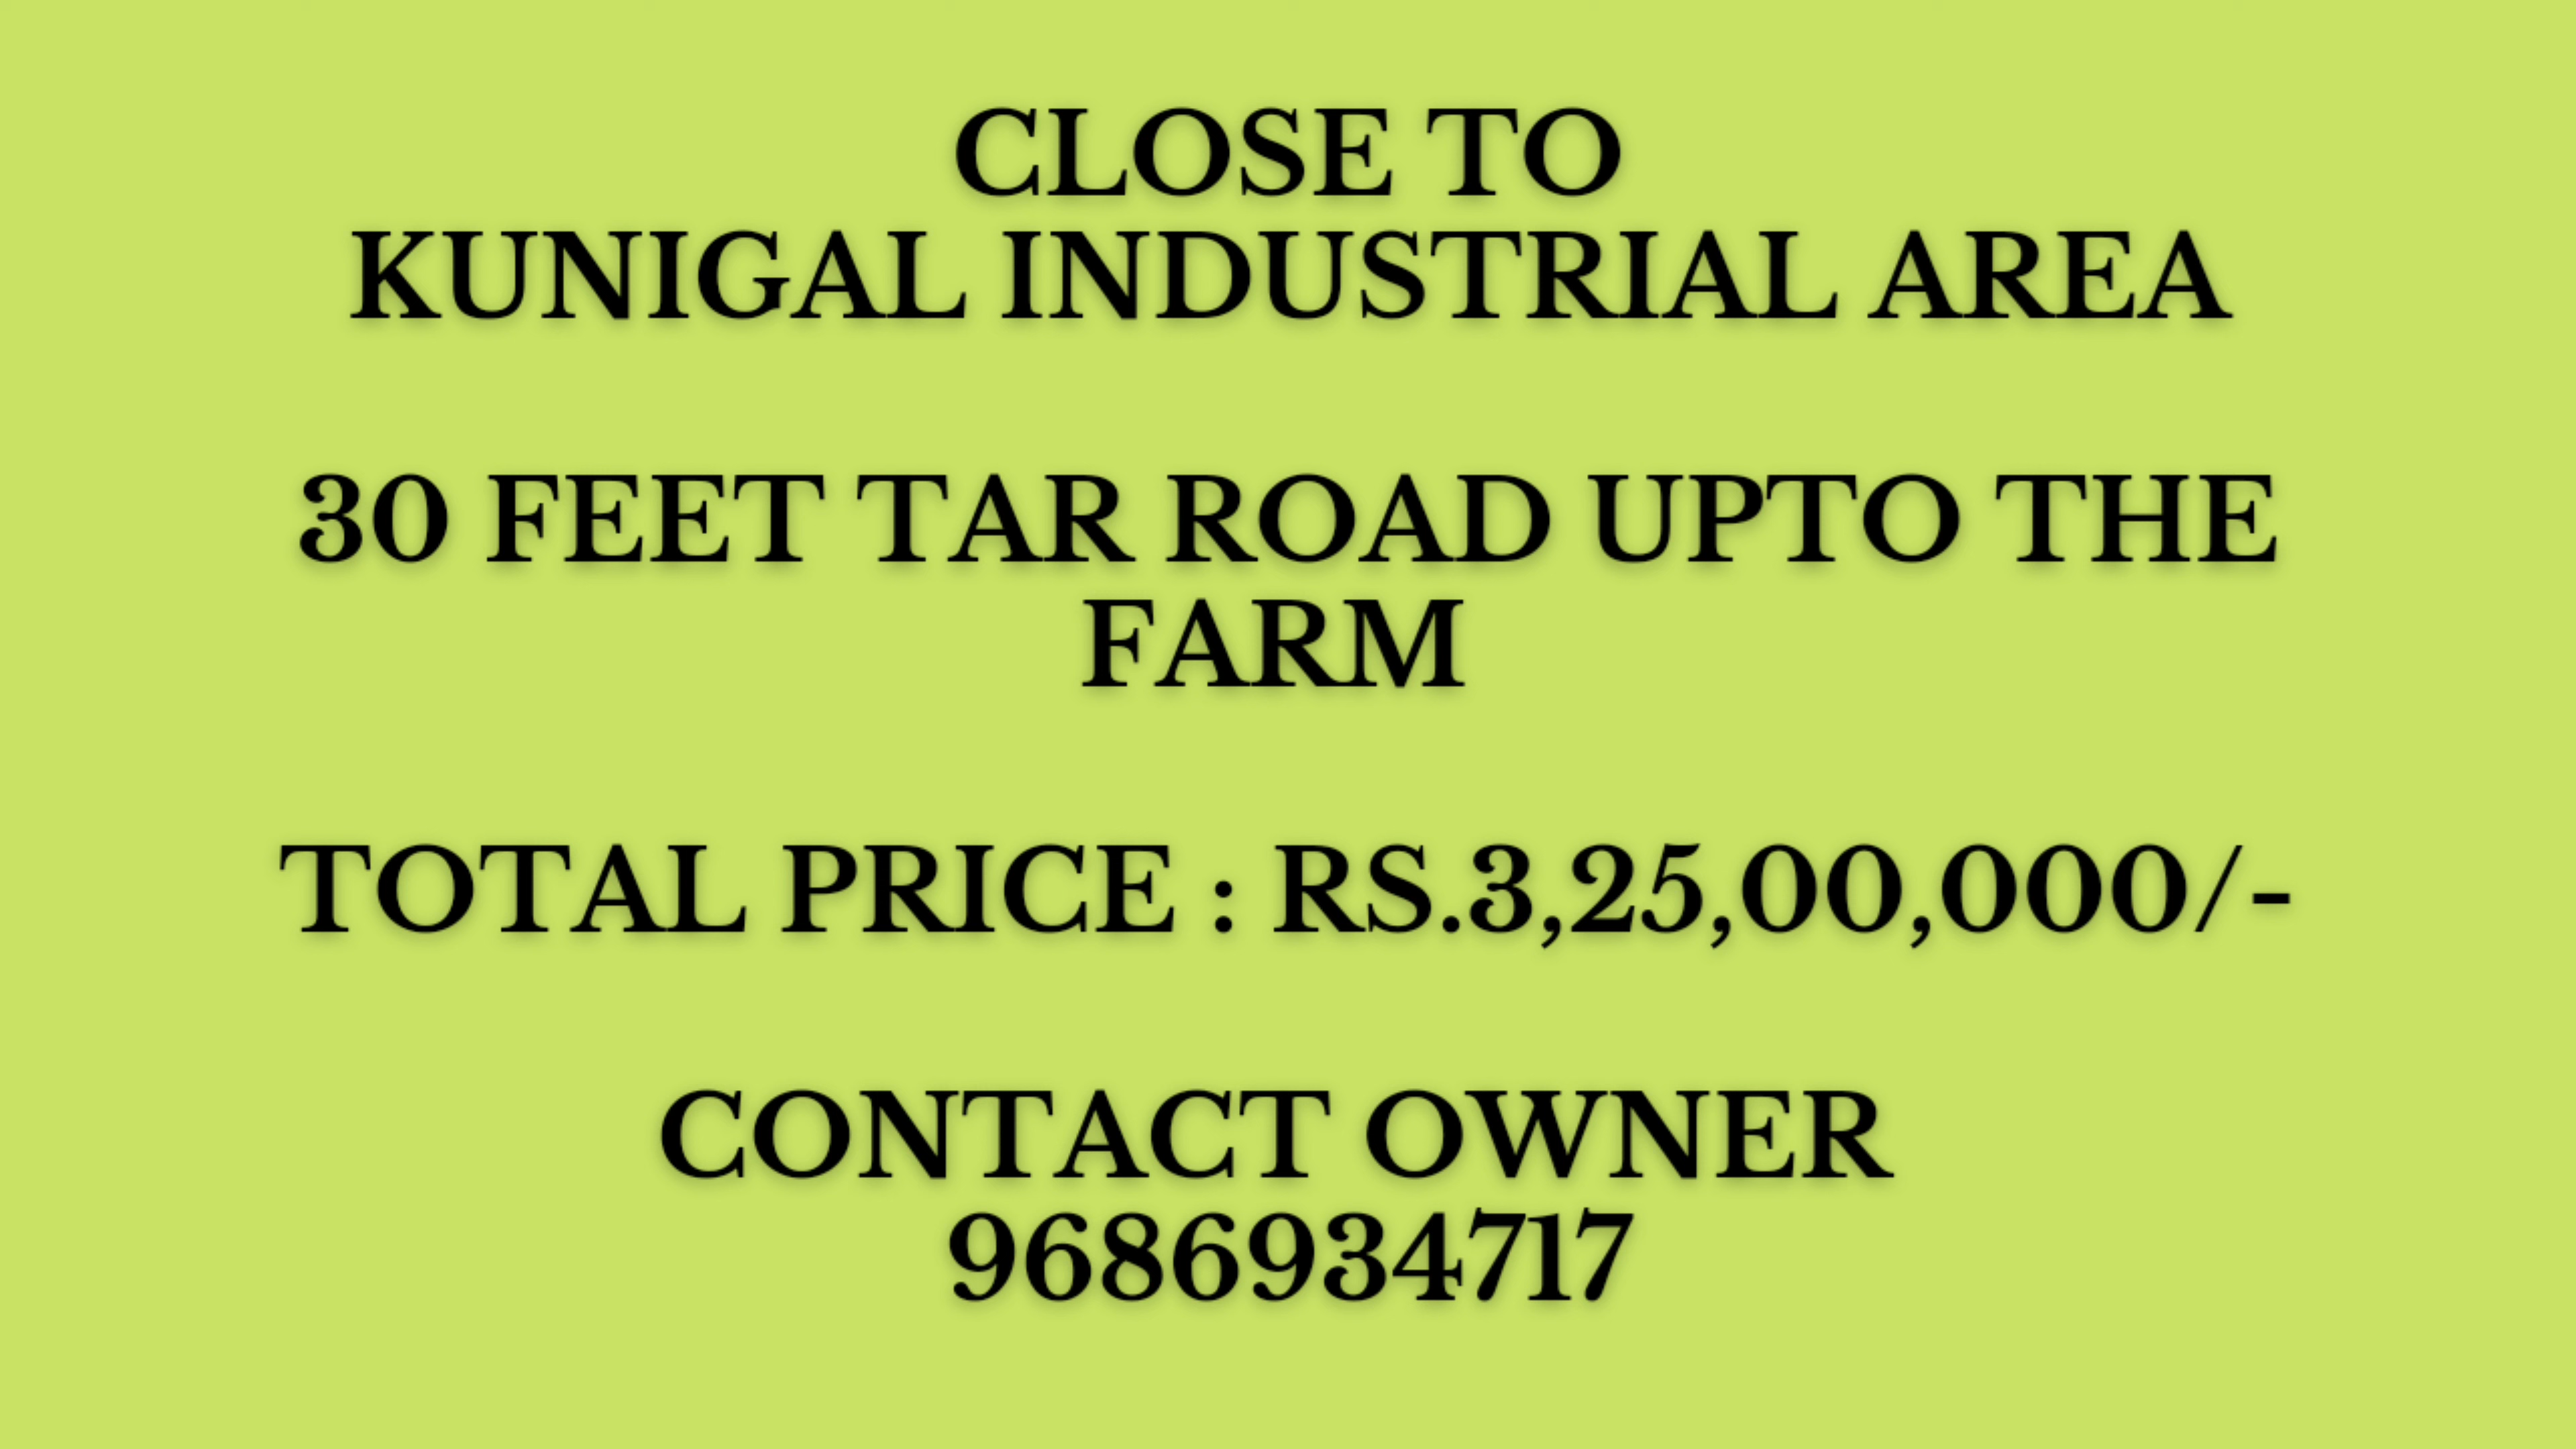 CLOSE TO
KUNIGAL INDUSTRIAL AREA
30 FEET TAR ROAD UPTO THE
FARM
TOTAL PRICE : RS.3,25,00,000/-
CONTACT OWNER
9686934717